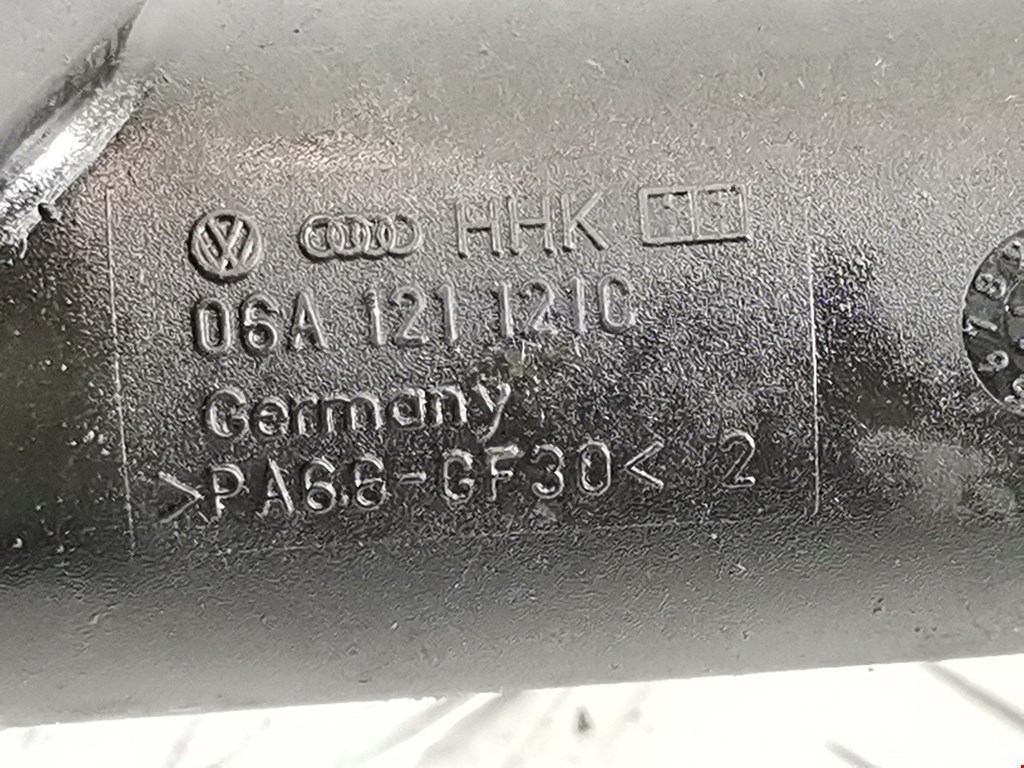 HHK
06A 121 121C
Germany
>PA66-GF30< 2